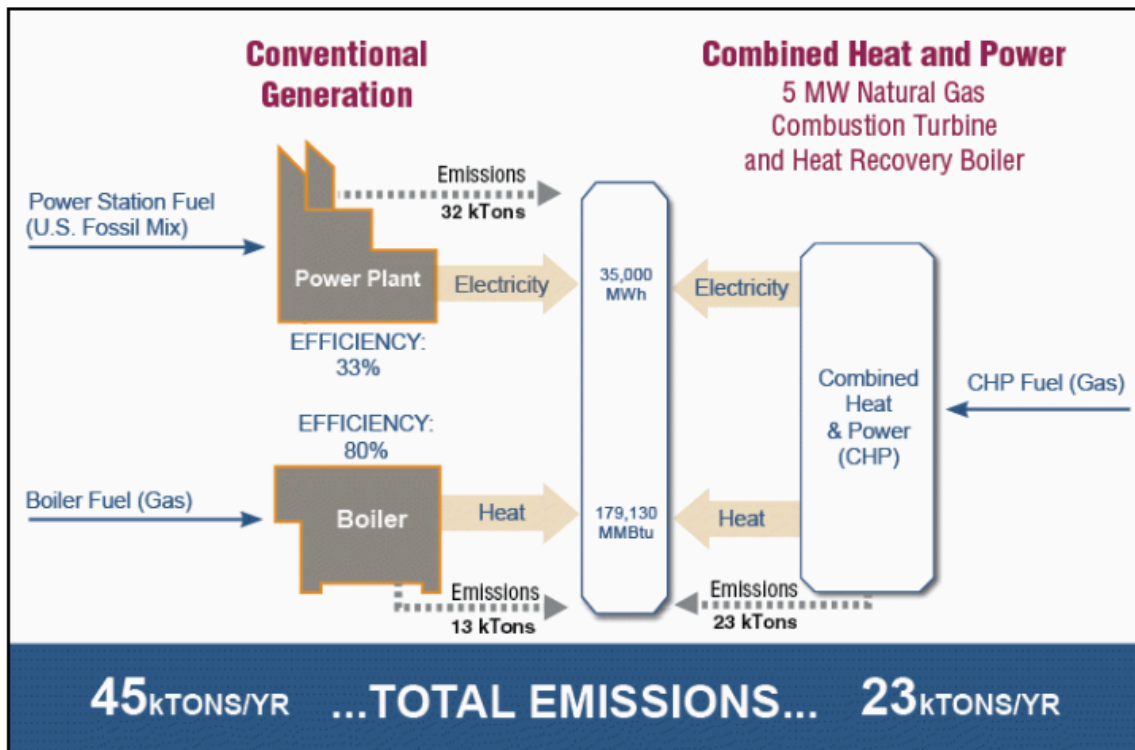 Conventional
Generation
Combined Heat and Power
5 MW Natural Gas
Combustion Turbine
and Heat Recovery Boiler
Power Station Fuel
(U.S. Fossil Mix)
Emissions
32 kTons
Power Plant
Electricity
35,000
MWh
Electricity
EFFICIENCY:
33%
Combined
Heat
& Power
(CHP)
CHP Fuel (Gas)
EFFICIENCY:
80%
Boiler Fuel (Gas)
Boiler
Heat
179,130
MMBtu
Heat
Emissions
13 kTons
Emissions
23 kTons
45kTONS/YR ...TOTAL EMISSIONS... 23kTONS/YR